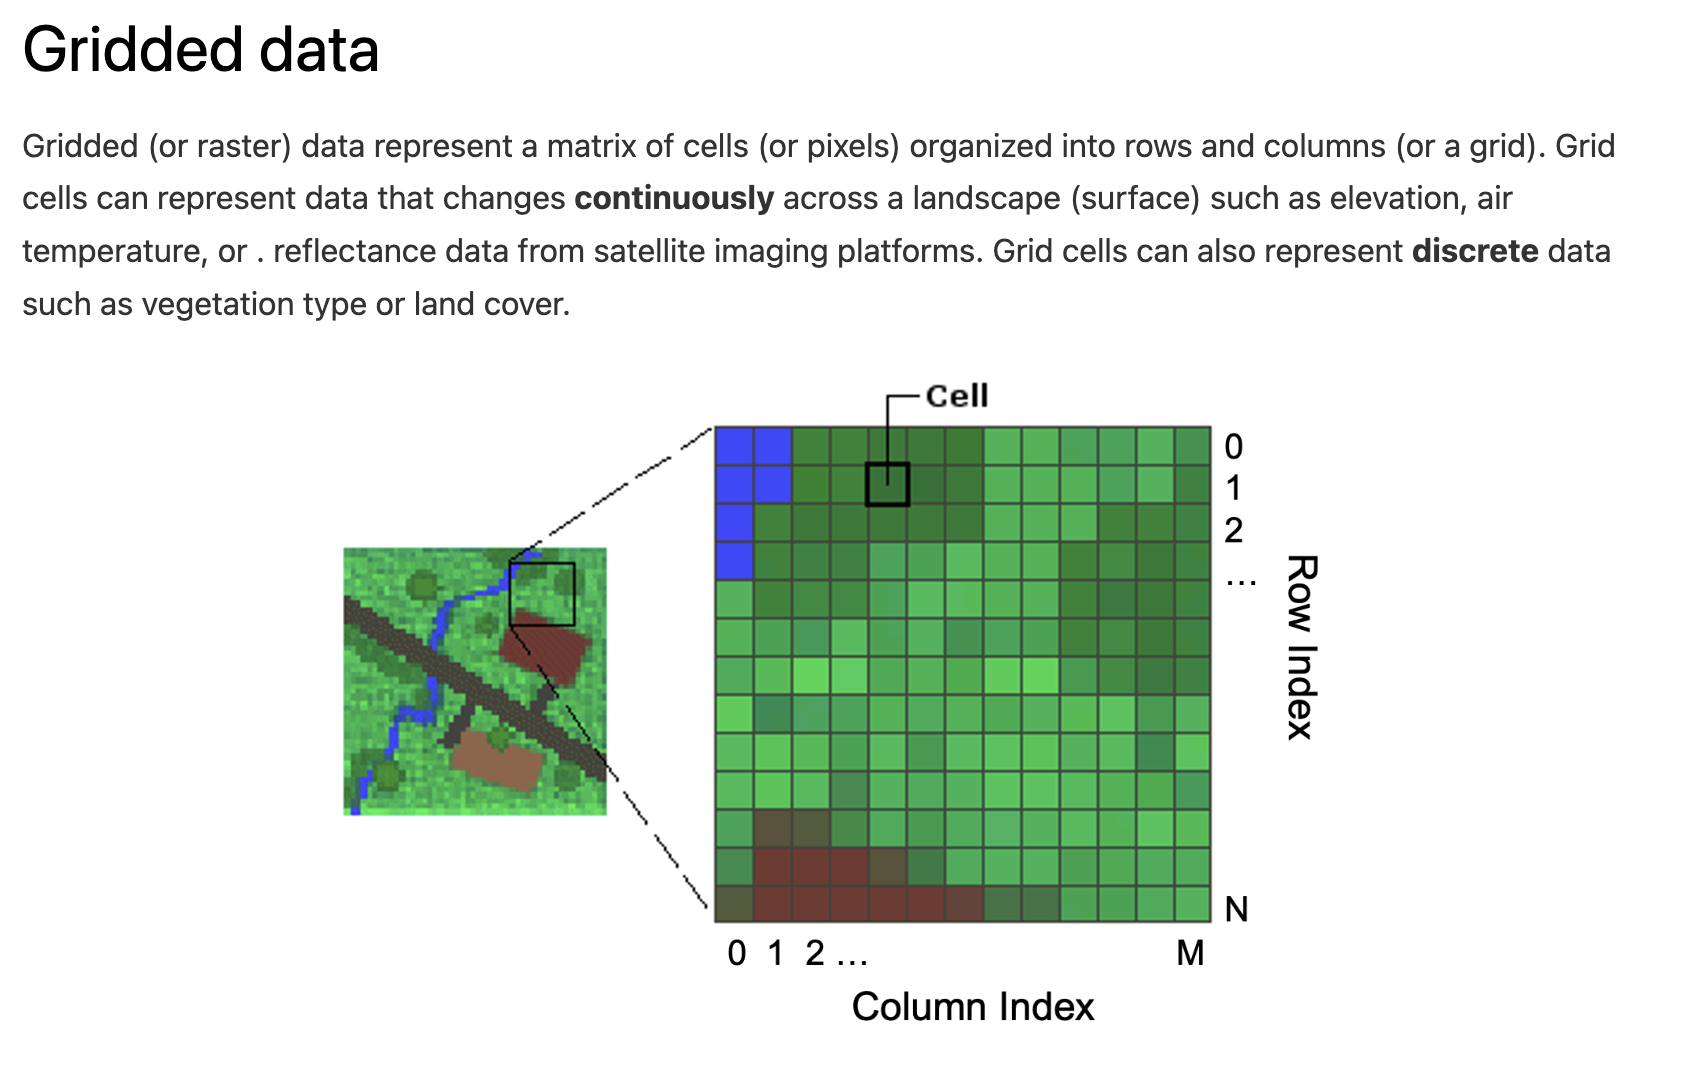 Gridded data
Gridded (or raster) data represent a matrix of cells (or pixels) organized into rows and columns (or a grid). Grid
cells can represent data that changes continuously across a landscape (surface) such as elevation, air
temperature, or . reflectance data from satellite imaging platforms. Grid cells can also represent discrete data
such as vegetation type or land cover.
Cell
0
1
2
...
N
Row Index
0 1 2 ... M
Column Index